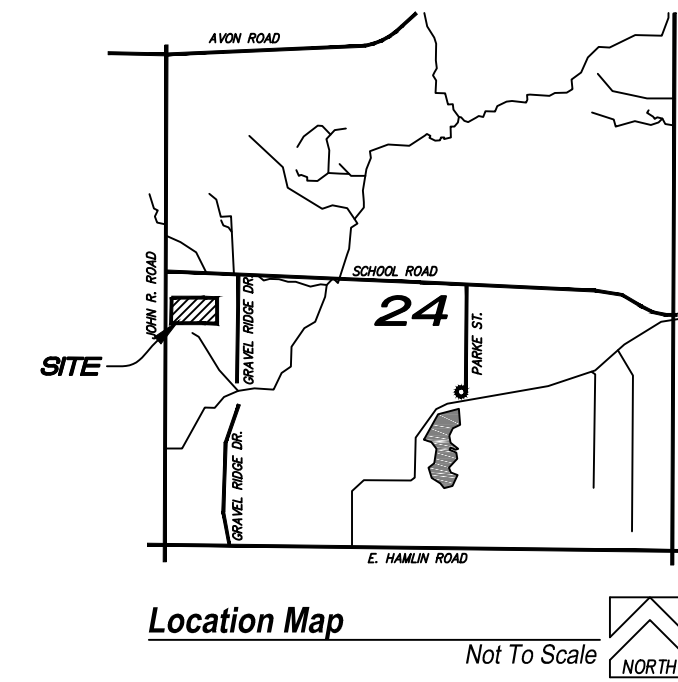 AVON ROAD
JOHN R. ROAD
SCHOOL ROAD
GRAVEL RIDGE DR.
24
PARKE ST.
SITE
GRAVEL RIDGE DR.
E. HAMLIN ROAD
Location Map
Not To Scale
NORTH